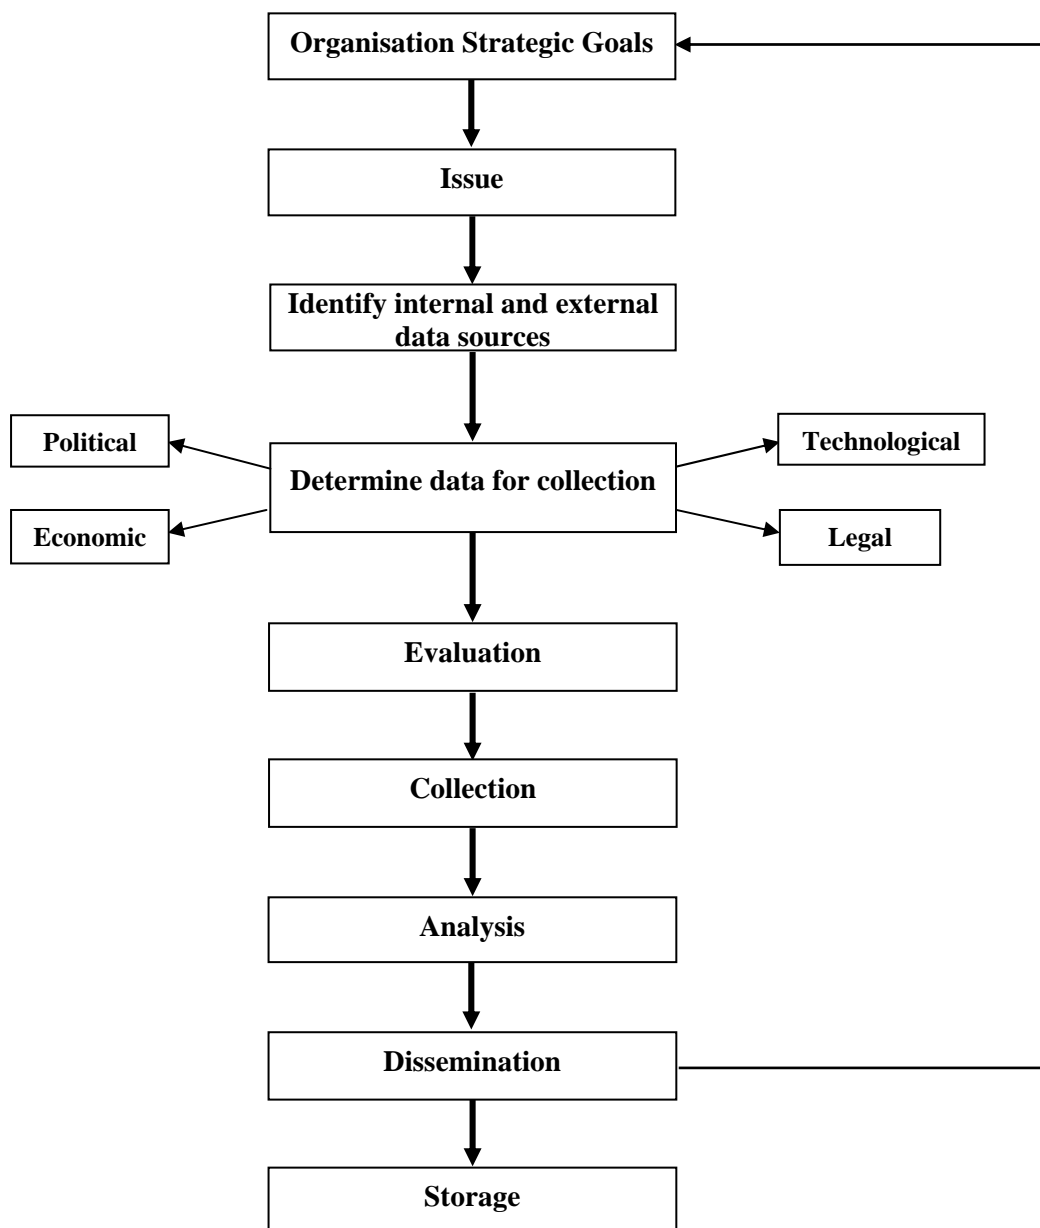 Organisation Strategic Goals
Issue
Identify internal and external
data sources
Political
Technological
Determine data for collection
Economic
Legal
Evaluation
Collection
Analysis
Dissemination
Storage